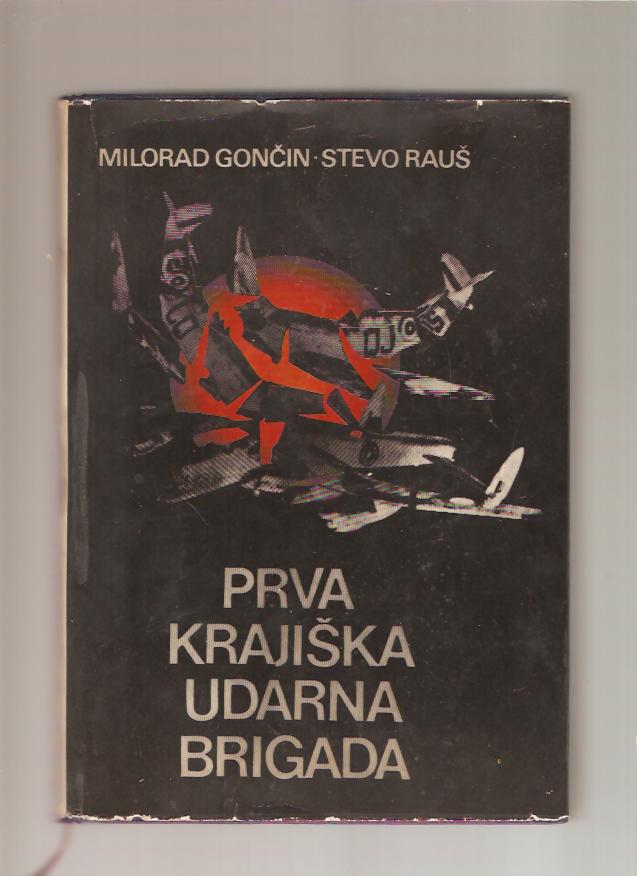 MILORAD GONČIN · STEVO RAUŠ
PRVA
KRAJIŠKA
UDARNA
BRIGADA